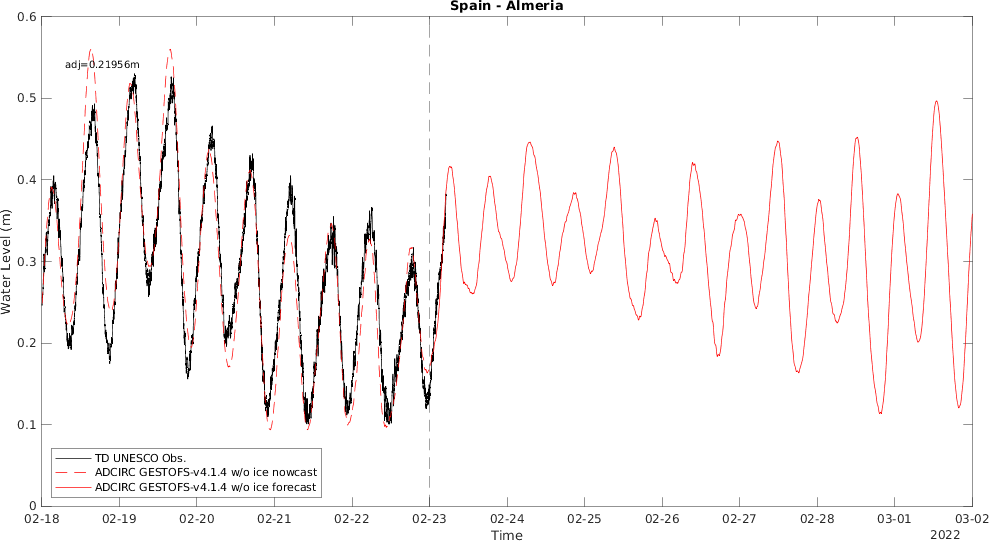 Spain - Almeria
0.6
0.5
0.4
0.3
0.2
0.1
0
Water Level (m)
adj=0.21956m
TD UNESCO Obs.
ADCIRC GESTOFS-v4.1.4 w/o ice nowcast
ADCIRC GESTOFS-v4.1.4 w/o ice forecast
02-18 02-19 02-20 02-21 02-22 02-23 02-24 02-25 02-26 02-27 02-28 03-01 03-02
Time
2022